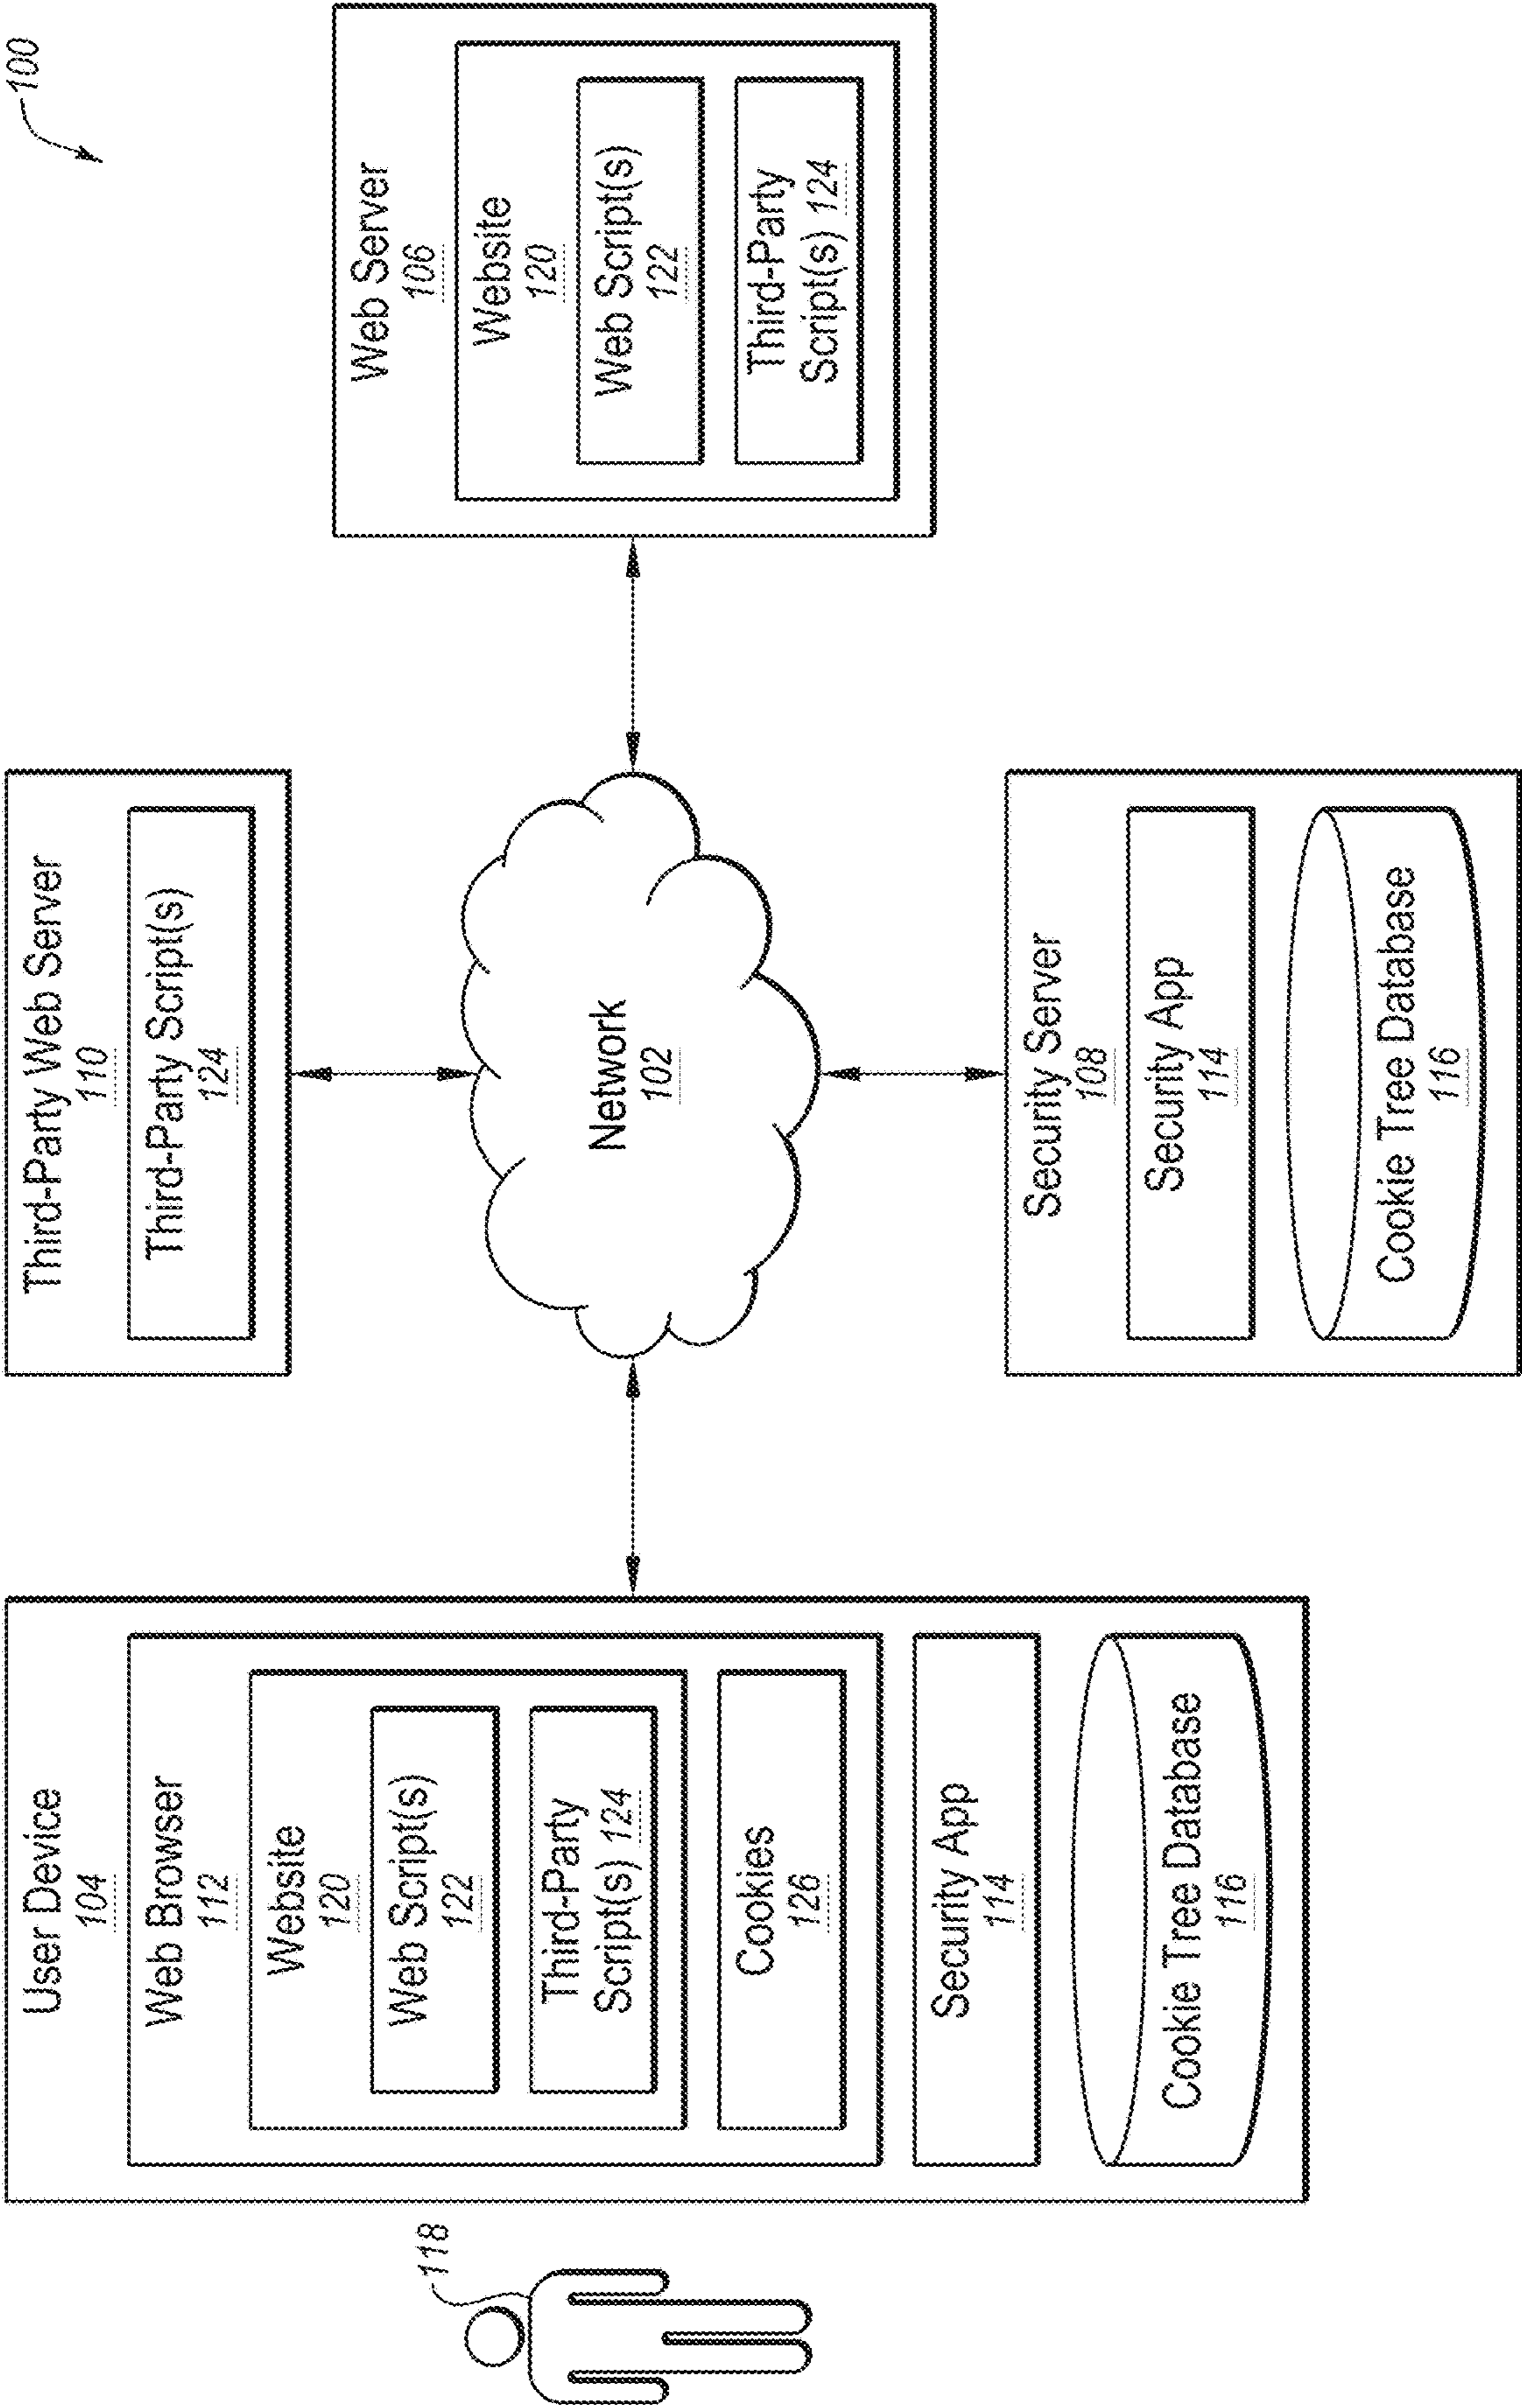 100
118
User Device
104
Web Browser
112
Website
120
Web Script(s)
122
Third-Party
Script(s) 124
Cookies
126
Security App
114
Cookie Tree Database
116
Third-Party Web Server
110
Third-Party Script(s)
124
Network
102
Security Server
108
Security App
114
Cookie Tree Database
116
Web Server
106
Website
120
Web Script(s)
122
Third-Party
Script(s) 124